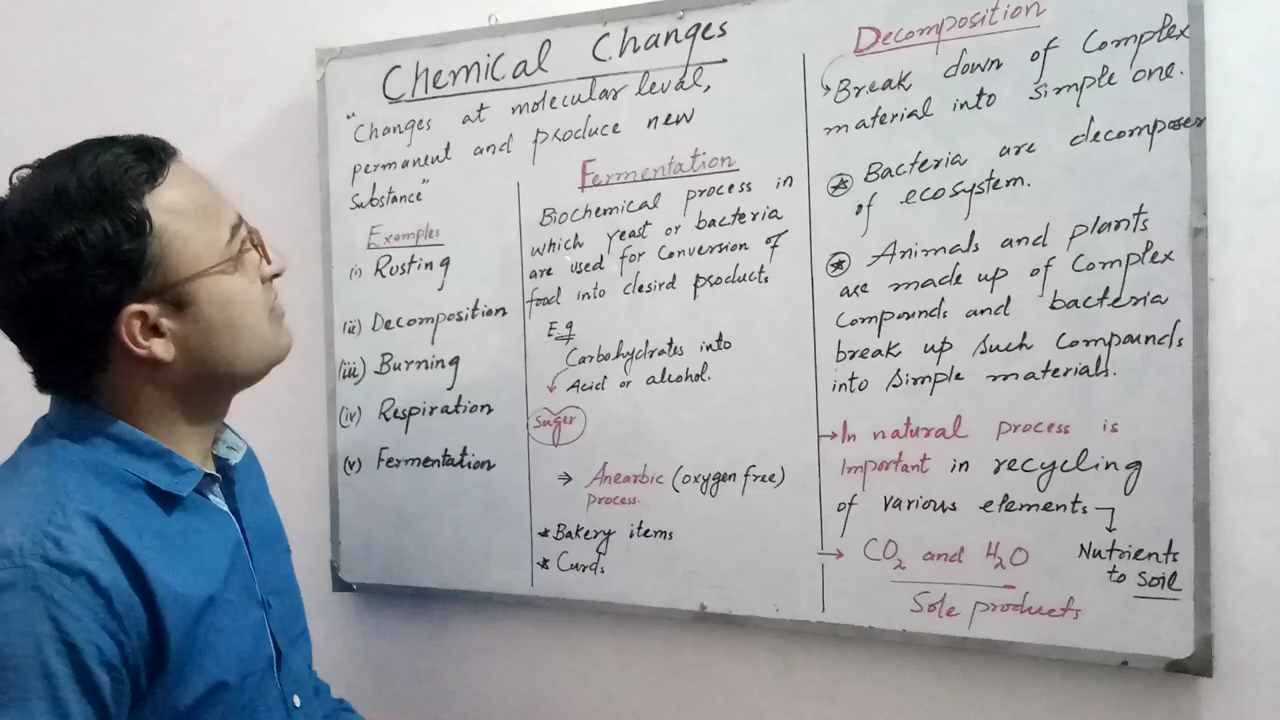 Chemical Changes
"Changes at molecular leval,
permanent and produce new
Substance"
Examples
(i) Rusting
(ii) Decomposition
(iii) Burning
(iv) Respiration
(v) Fermentation
Fermentation
Biochemical process in
which yeast or bacteria
are used for Conversion of
food into desird products
E.g
Carbohydrates into
Acid or alcohol.
Suger
⇒ Anearbic (oxygen free)
process.
* Bakery items
* Curds
Decomposition
Break down of Complex
material into simple one.
Bacteria are decomposer
of ecosystem.
Animals and plants
are made up of Complex
Compounds and bacteria
break up such Compounds
into simple materials.
→ In natural process is
important in recycling
of various elements
Nutrients
to soil
→ CO₂ and H₂O
Sole products